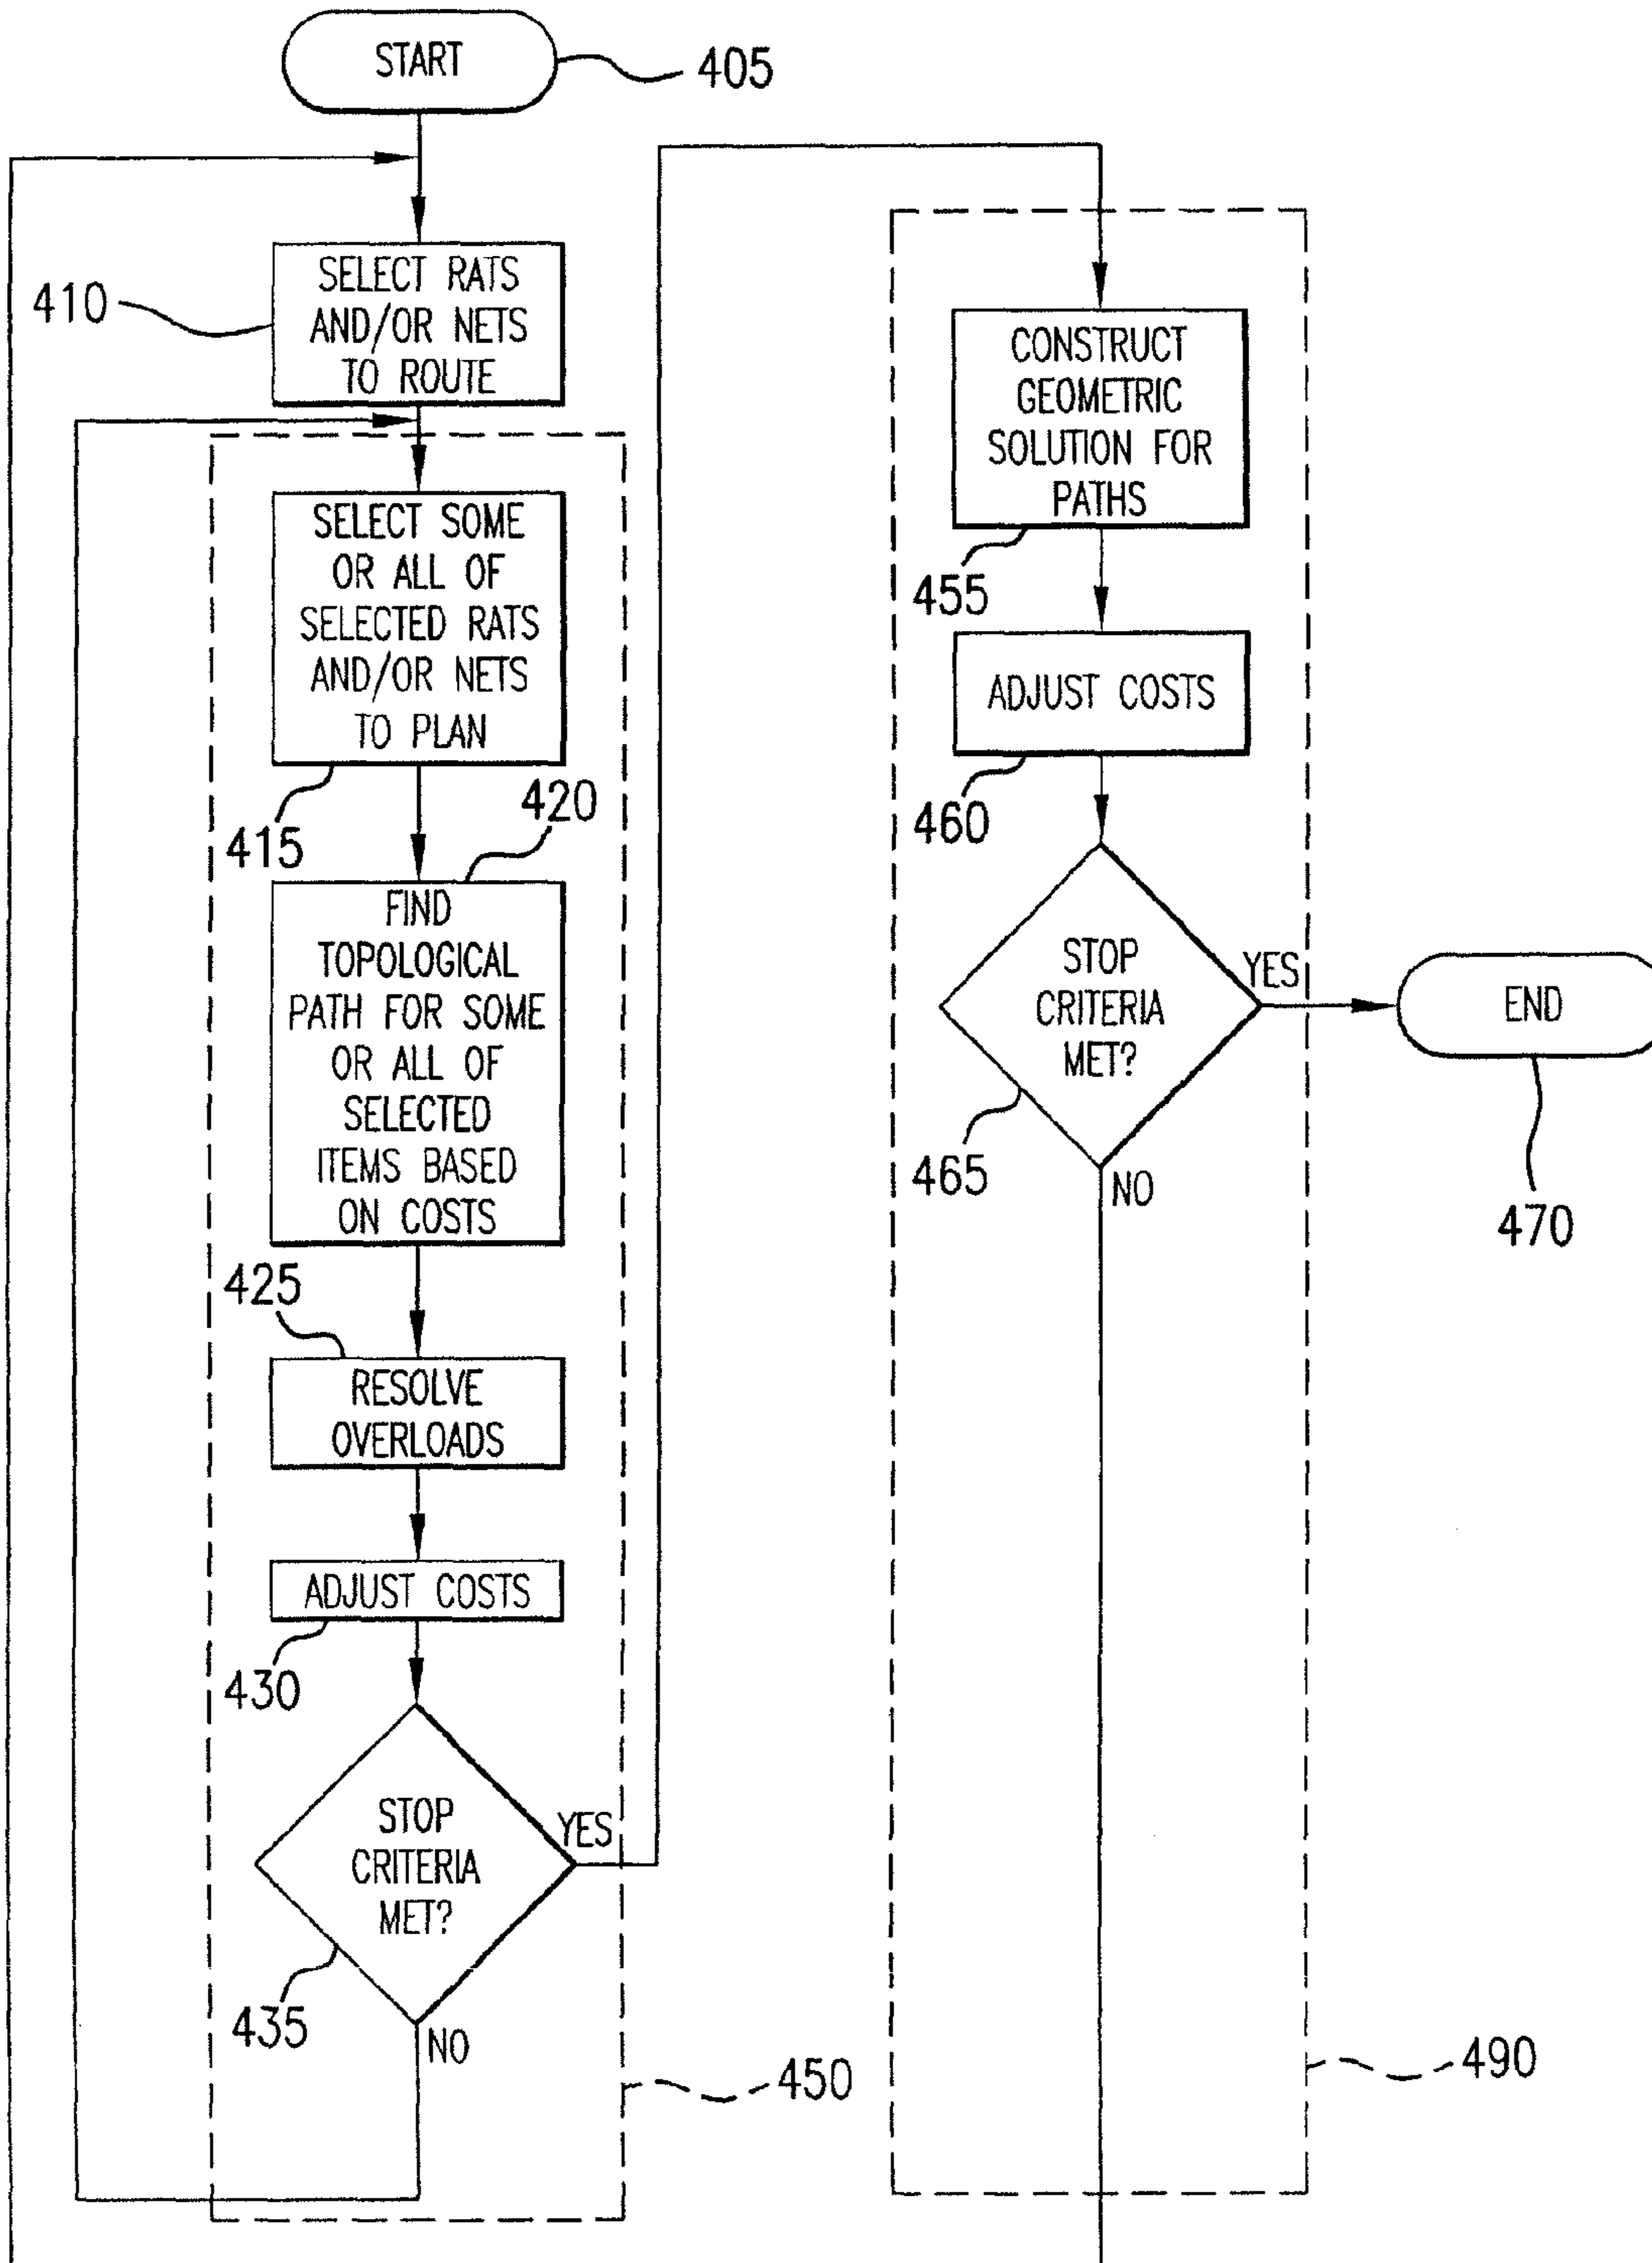 START
405
410
SELECT RATS
AND/OR NETS
TO ROUTE
SELECT SOME
OR ALL OF
SELECTED RATS
AND/OR NETS
TO PLAN
415
420
FIND
TOPOLOGICAL
PATH FOR SOME
OR ALL OF
SELECTED
ITEMS BASED
ON COSTS
425
RESOLVE
OVERLOADS
ADJUST COSTS
430
STOP
CRITERIA
MET?
YES
435
NO
450
CONSTRUCT
GEOMETRIC
SOLUTION FOR
PATHS
455
ADJUST COSTS
460
STOP
CRITERIA
MET?
YES
465
NO
END
470
490